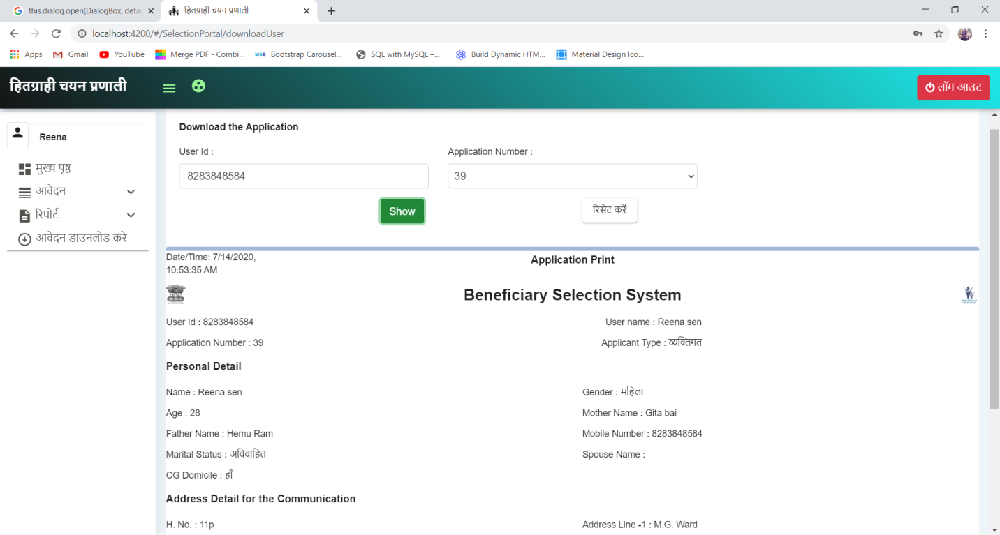 this.dialog.open(DialogBox, deta
हितग्राही चयन प्रणाली
localhost:4200/#/SelectionPortal/downloadUser
Apps Gmail YouTube Merge PDF - Combi... MDB Bootstrap Carousel... SQL with MySQL –... Build Dynamic HTM... Material Design Ico...
हितग्राही चयन प्रणाली
लॉग आउट
Reena
मुख्य पृष्ठ
आवेदन
रिपोर्ट
आवेदन डाउनलोड करे
Download the Application
User Id : Application Number :
8283848584 39
Show रिसेट करें
Date/Time: 7/14/2020,
10:53:35 AM
Application Print
Beneficiary Selection System
User Id : 8283848584 User name : Reena sen
Application Number : 39 Applicant Type : व्यक्तिगत
Personal Detail
Name : Reena sen Gender : महिला
Age : 28 Mother Name : Gita bai
Father Name : Hemu Ram Mobile Number : 8283848584
Marital Status : अविवाहित Spouse Name :
CG Domicile : हाँ
Address Detail for the Communication
H. No. : 11p Address Line -1 : M.G. Ward